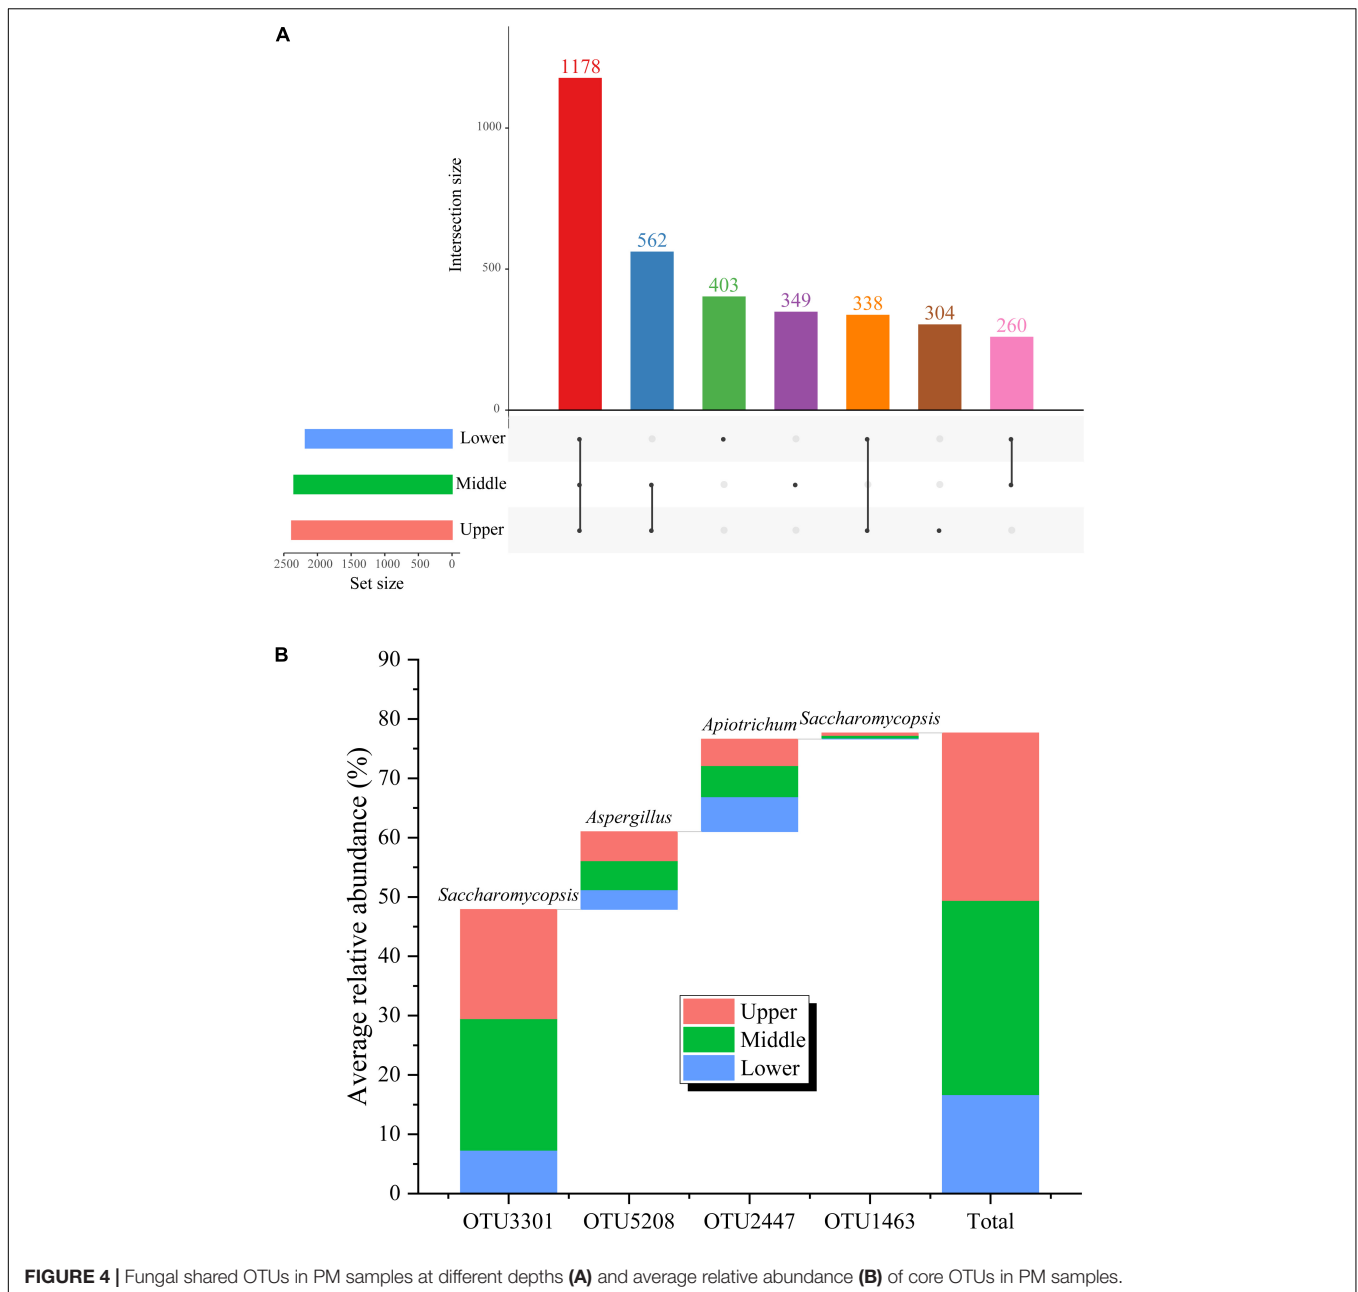 A
1178
1000
562
403
349
338
304
260
500
0
Intersection size
Lower
Middle
Upper
2500 2000 1500 1000 500 0
Set size
B
90
80
70
60
50
40
30
20
10
0
Average relative abundance (%)
Apiotrichum Saccharomycopsis
Aspergillus
Saccharomycopsis
Upper
Middle
Lower
OTU3301 OTU5208 OTU2447 OTU1463 Total
FIGURE 4 | Fungal shared OTUs in PM samples at different depths (A) and average relative abundance (B) of core OTUs in PM samples.